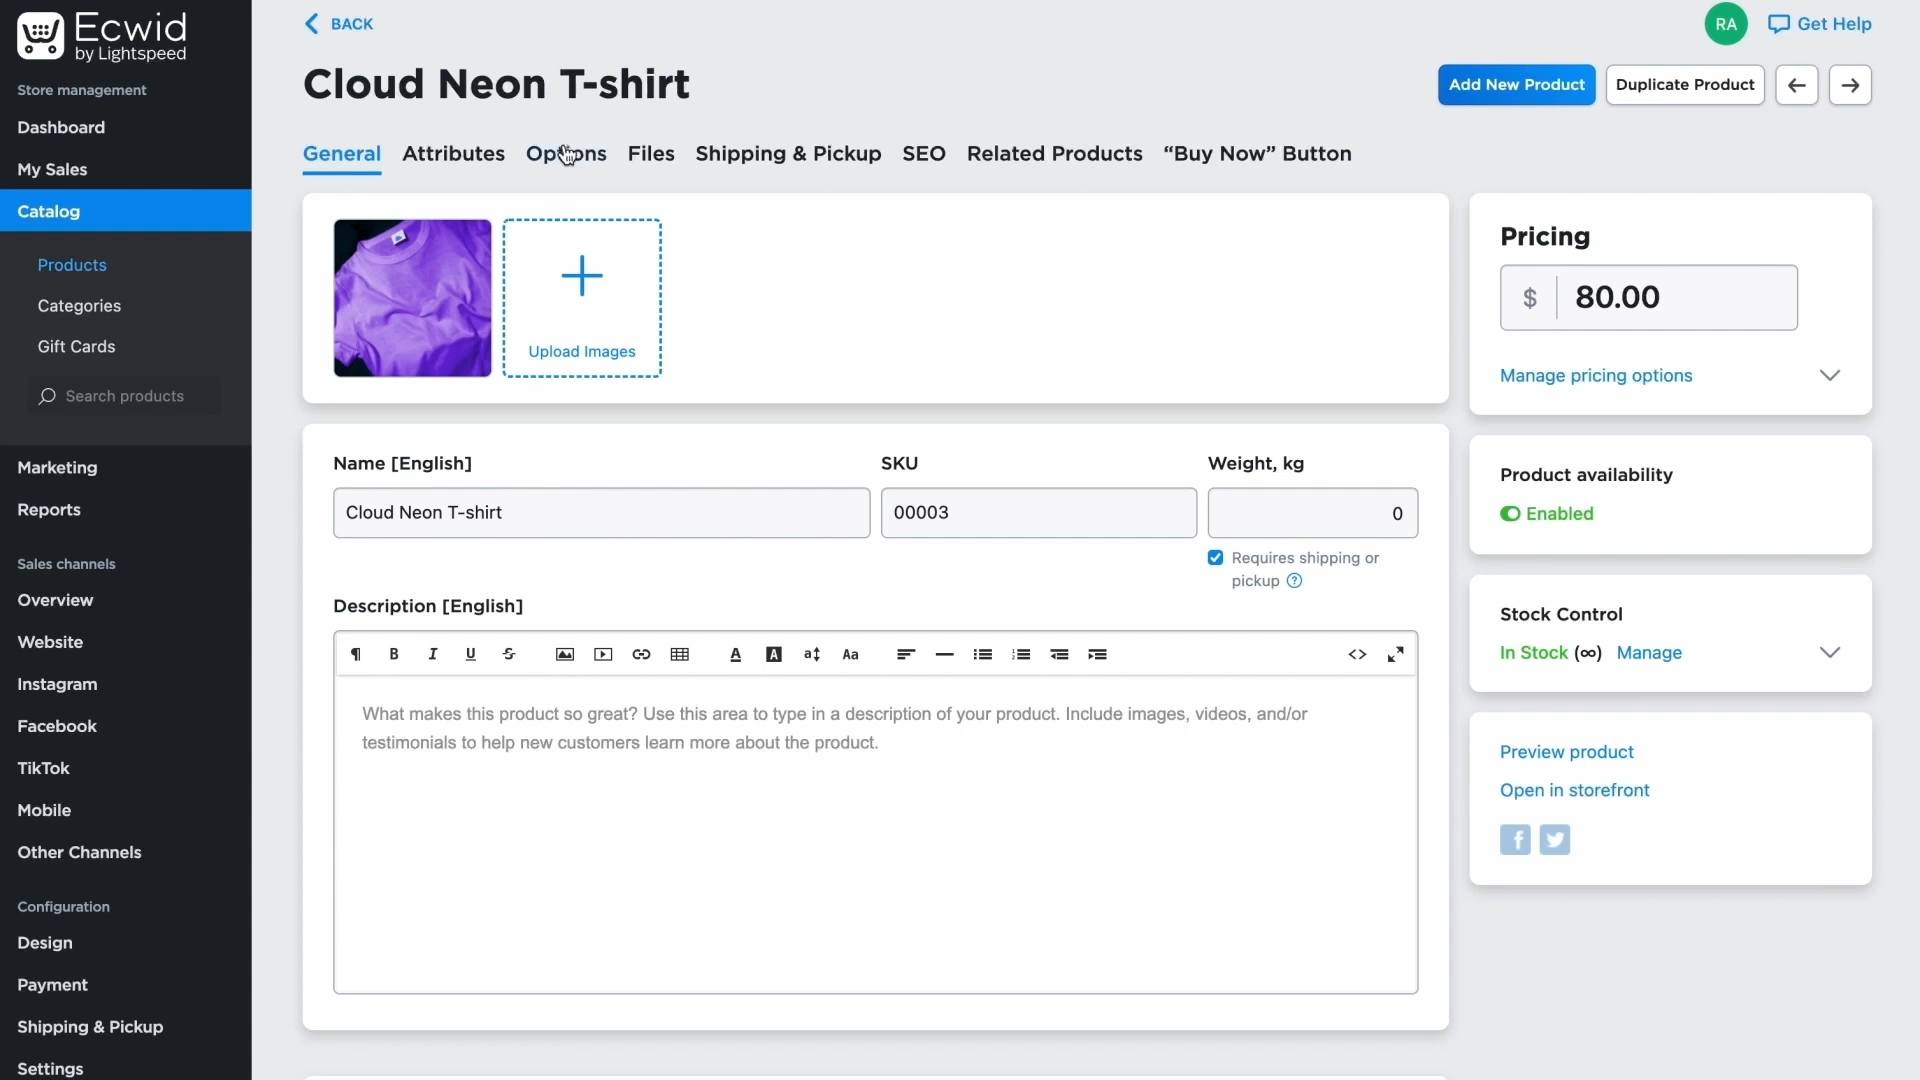 Ecwid
by Lightspeed
Store management
Dashboard
My Sales
Catalog
Products
Categories
Gift Cards
Search products
Marketing
Reports
Sales channels
Overview
Website
Instagram
Facebook
TikTok
Mobile
Other Channels
Configuration
Design
Payment
Shipping & Pickup
Settings
BACK
RA
Get Help
Cloud Neon T-shirt
Add New Product
Duplicate Product
General
Attributes
Options
Files
Shipping & Pickup
SEO
Related Products
“Buy Now” Button
Upload Images
Name [English]
SKU
Weight, kg
Cloud Neon T-shirt
00003
0
Requires shipping or
pickup
Description [English]
What makes this product so great? Use this area to type in a description of your product. Include images, videos, and/or
testimonials to help new customers learn more about the product.
Pricing
$ 80.00
Manage pricing options
Product availability
Enabled
Stock Control
In Stock (∞) Manage
Preview product
Open in storefront